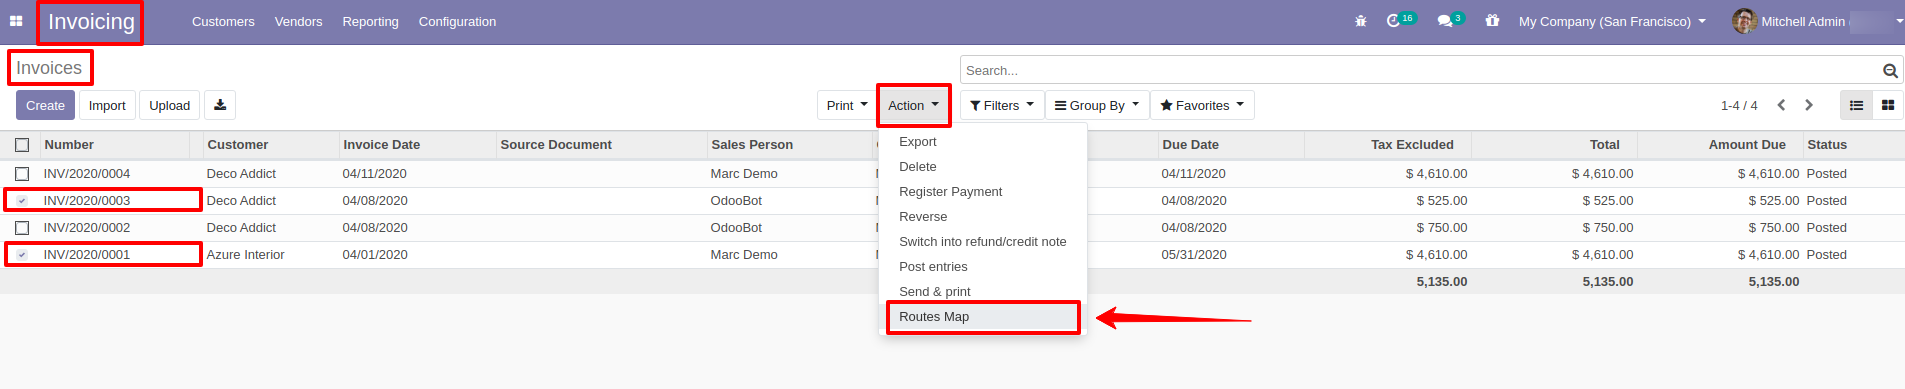 Invoicing Customers Vendors Reporting Configuration 16 3 My Company (San Francisco) Mitchell Admin
Invoices Search...
Create Import Upload Print Action Filters Group By Favorites 1-4 / 4
Number Customer Invoice Date Source Document Sales Person Due Date Tax Excluded Total Amount Due Status
INV/2020/0004 Deco Addict 04/11/2020 Marc Demo 04/11/2020 $ 4,610.00 $ 4,610.00 $ 4,610.00 Posted
INV/2020/0003 Deco Addict 04/08/2020 OdooBot 04/08/2020 $ 525.00 $ 525.00 $ 525.00 Posted
INV/2020/0002 Deco Addict 04/08/2020 OdooBot 04/08/2020 $ 750.00 $ 750.00 $ 750.00 Posted
INV/2020/0001 Azure Interior 04/01/2020 Marc Demo 05/31/2020 $ 4,610.00 $ 4,610.00 $ 4,610.00 Posted
5,135.00 5,135.00 5,135.00
Export
Delete
Register Payment
Reverse
Switch into refund/credit note
Post entries
Send & print
Routes Map